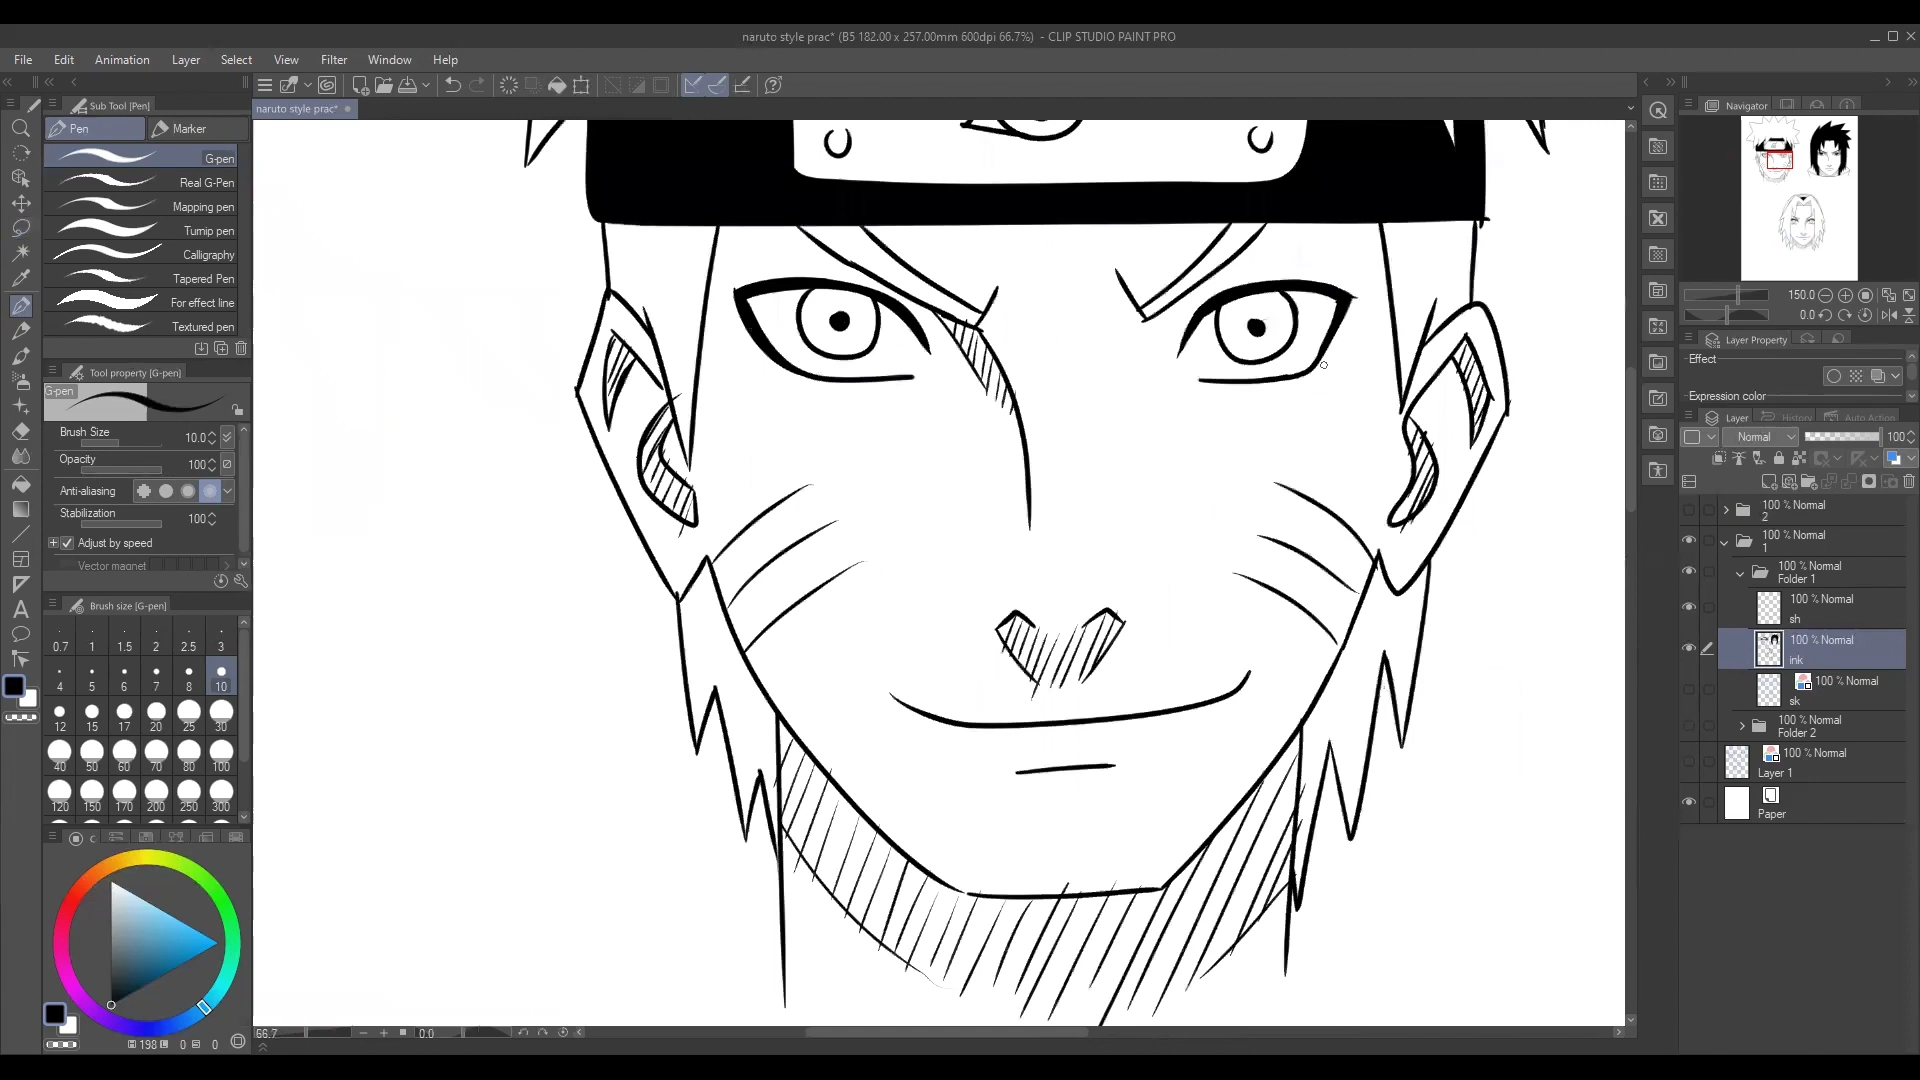 naruto style prac* (B5 182.00 x 257.00mm 600dpi 66.7%) - CLIP STUDIO PAINT PRO
File Edit Animation Layer Select View Filter Window Help
Sub Tool [Pen]
naruto style prac*
Navigator
Pen
Marker
G-pen
Real G-Pen
Mapping pen
Turnip pen
Calligraphy
Tapered Pen
For effect line
Textured pen
Tool property [G-pen]
G-pen
Brush Size 10.0
Opacity 100
Anti-aliasing
Stabilization 100
Adjust by speed
Vector magnet
Brush size [G-pen]
0.7 1 1.5 2 2.5 3
4 5 6 7 8 10
12 15 17 20 25 30
40 50 60 70 80 100
120 150 170 200 250 300
198 0 0
66.7 0.0
150.0
0.0
Layer Property
Effect
Expression color
Layer History Auto Action
Normal 100
100 % Normal
2
100 % Normal
1
100 % Normal
Folder 1
100 % Normal
sh
100 % Normal
ink
100 % Normal
sk
100 % Normal
Folder 2
100 % Normal
Layer 1
Paper